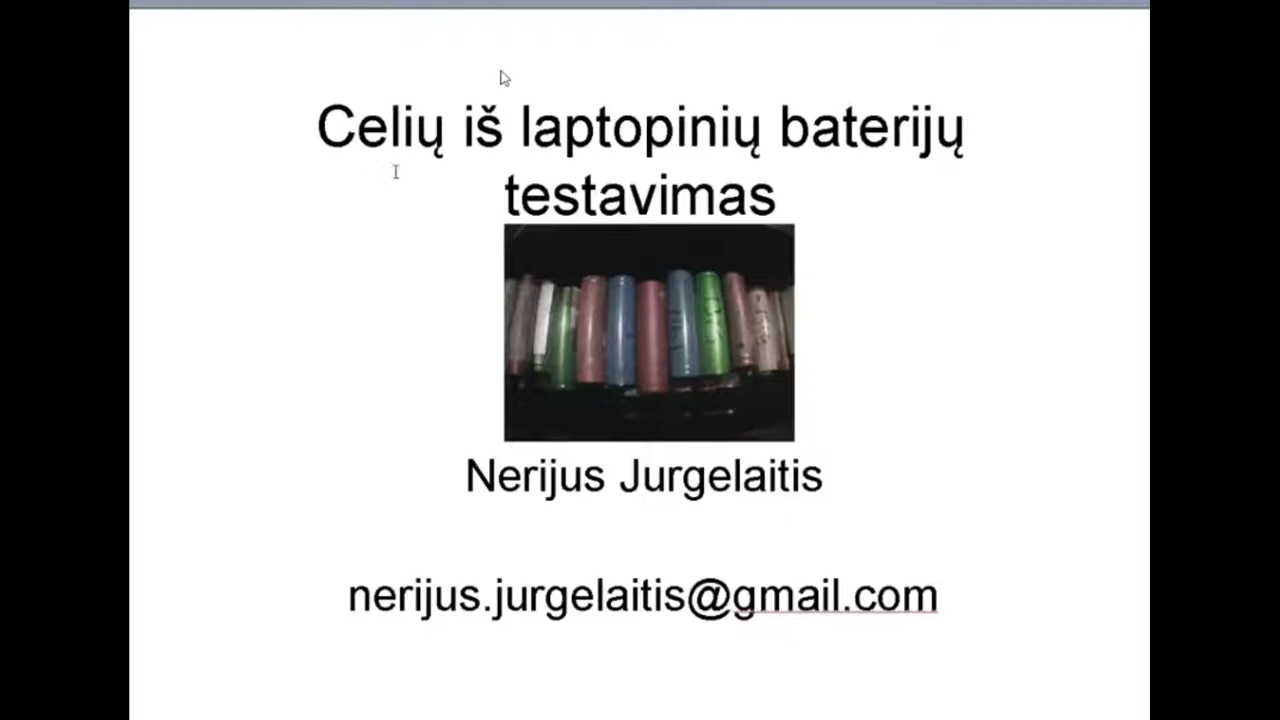 Celių iš laptopinių baterijų
testavimas
Nerijus Jurgelaitis
nerijus.jurgelaitis@gmail.com